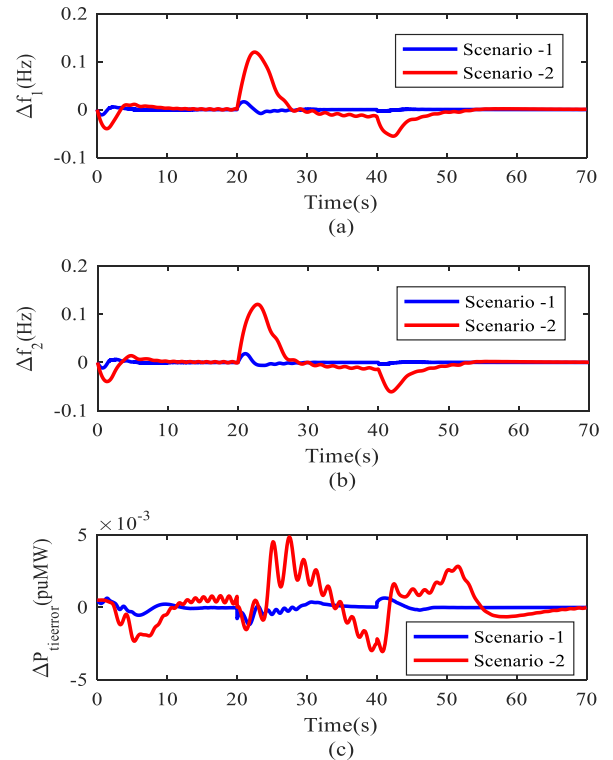 0.2
0.1
0
-0.1
Δf1(Hz)
Scenario -1
Scenario -2
0 10 20 30 40 50 60 70
Time(s)
(a)
0.2
0.1
0
-0.1
Δf2(Hz)
Scenario -1
Scenario -2
0 10 20 30 40 50 60 70
Time(s)
(b)
×10-3
5
0
-5
ΔPtieerror(puMW)
Scenario -1
Scenario -2
0 10 20 30 40 50 60 70
Time(s)
(c)